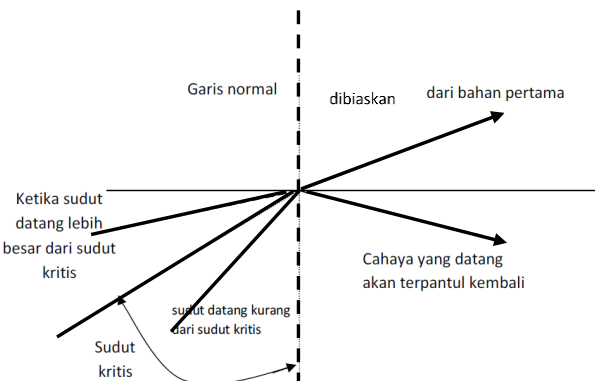 Garis normal
dibiaskan
dari bahan pertama
Ketika sudut
datang lebih
besar dari sudut
kritis
Cahaya yang datang
akan terpantul kembali
sudut datang kurang
dari sudut kritis
Sudut
kritis